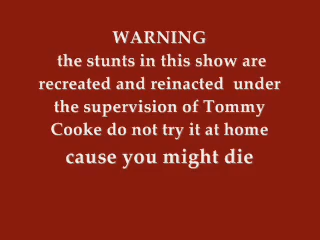 WARNING
the stunts in this show are
recreated and reinacted under
the supervision of Tommy
Cooke do not try it at home
cause you might die